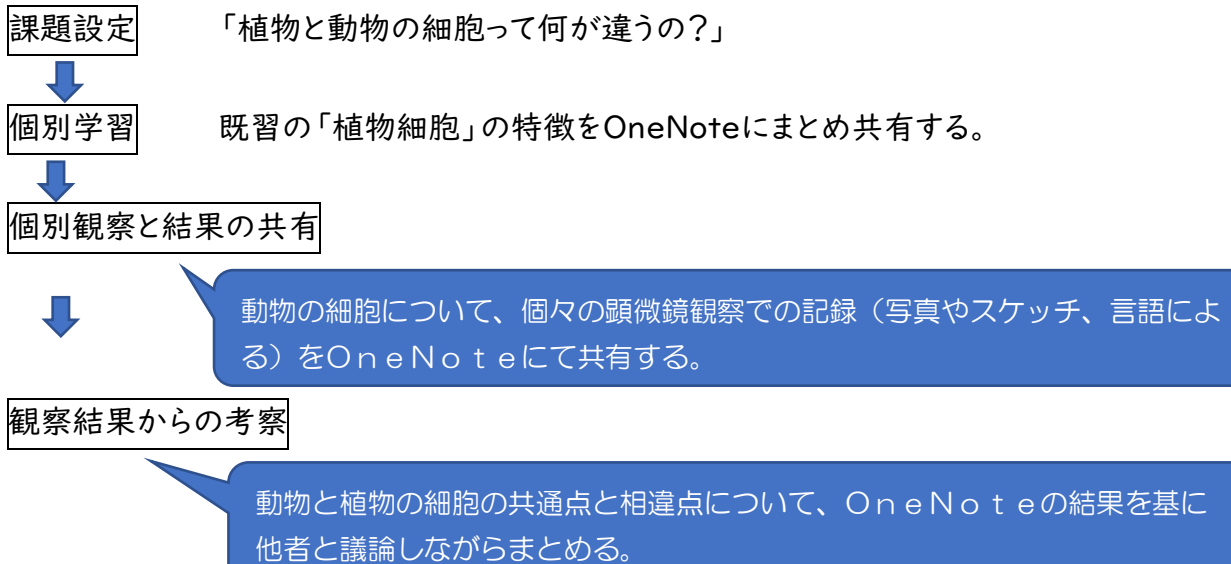 課題設定 「植物と動物の細胞って何が違うの？」
個別学習 既習の「植物細胞」の特徴をOneNoteにまとめ共有する。
個別観察と結果の共有
動物の細胞について、個々の顕微鏡観察での記録（写真やスケッチ、言語によ
る）をＯｎｅＮｏｔｅにて共有する。
観察結果からの考察
動物と植物の細胞の共通点と相違点について、ＯｎｅＮｏｔｅの結果を基に
他者と議論しながらまとめる。